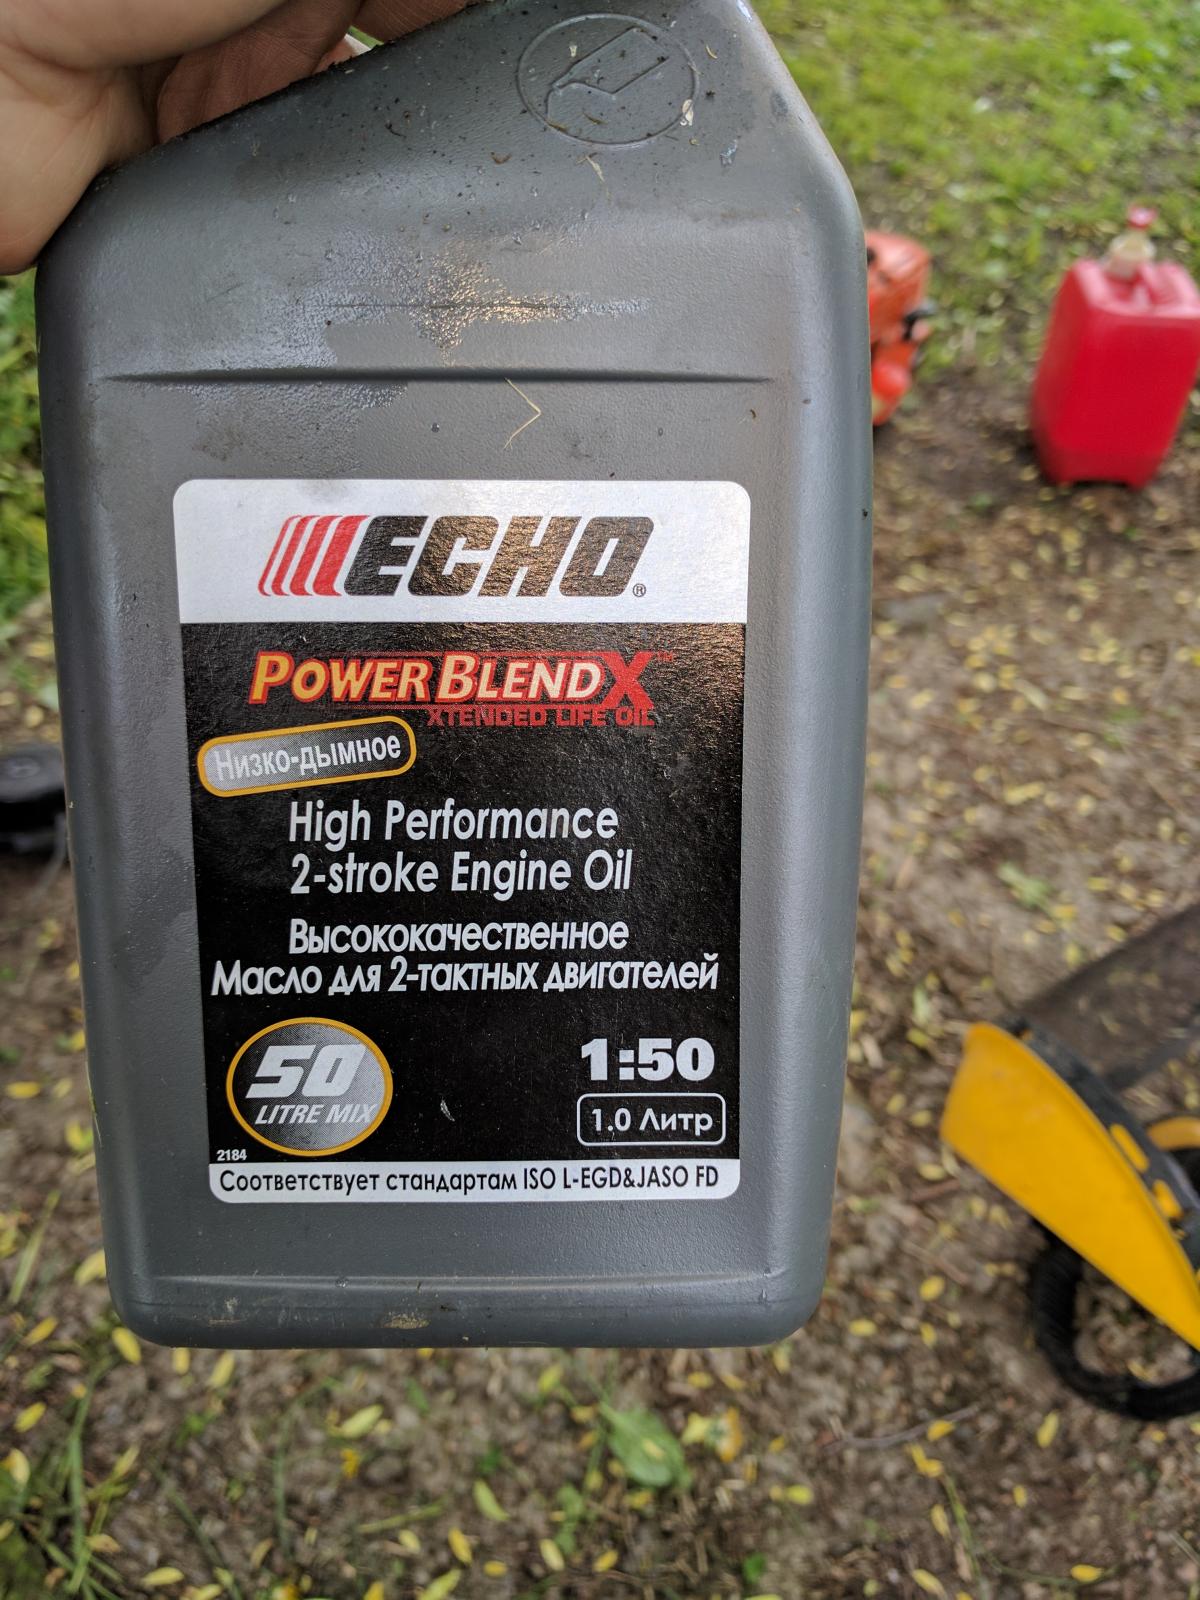 ECHO®
POWERBLENDX™
XTENDED LIFE OIL
Низко-дымное
High Performance
2-stroke Engine Oil
Высококачественное
Масло для 2-тактных двигателей
50
LITRE MIX
1:50
1.0 Литр
2184
Соответствует стандартам ISO L-EGD&JASO FD